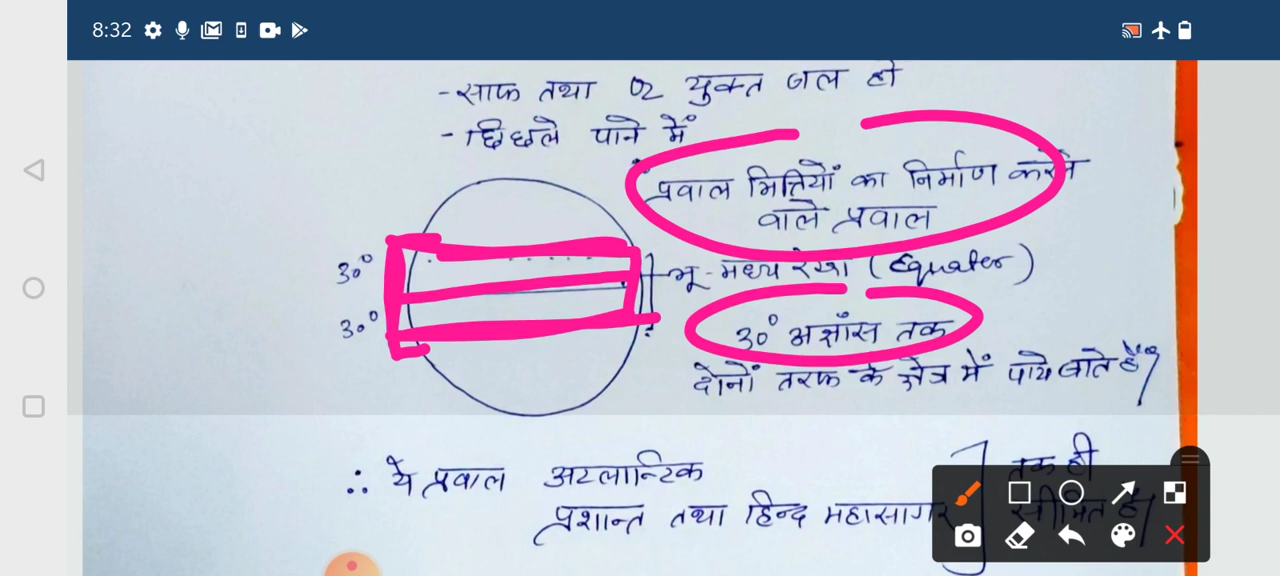 8:32
-साफ तथा O2 युक्त जल हो
-छिछले पाने में
प्रवाल भित्तियों का निर्माण करने
वाले प्रवाल
30°
भू-मध्य रेखा (Equater)
30°
30° अक्षाँस तक
दोनों तरफ के क्षेत्र में पाये जाते हैं।
∴ ये प्रवाल अटलान्टिक
प्रशान्त तथा हिन्द महासागर
तक ही
सीमित है।